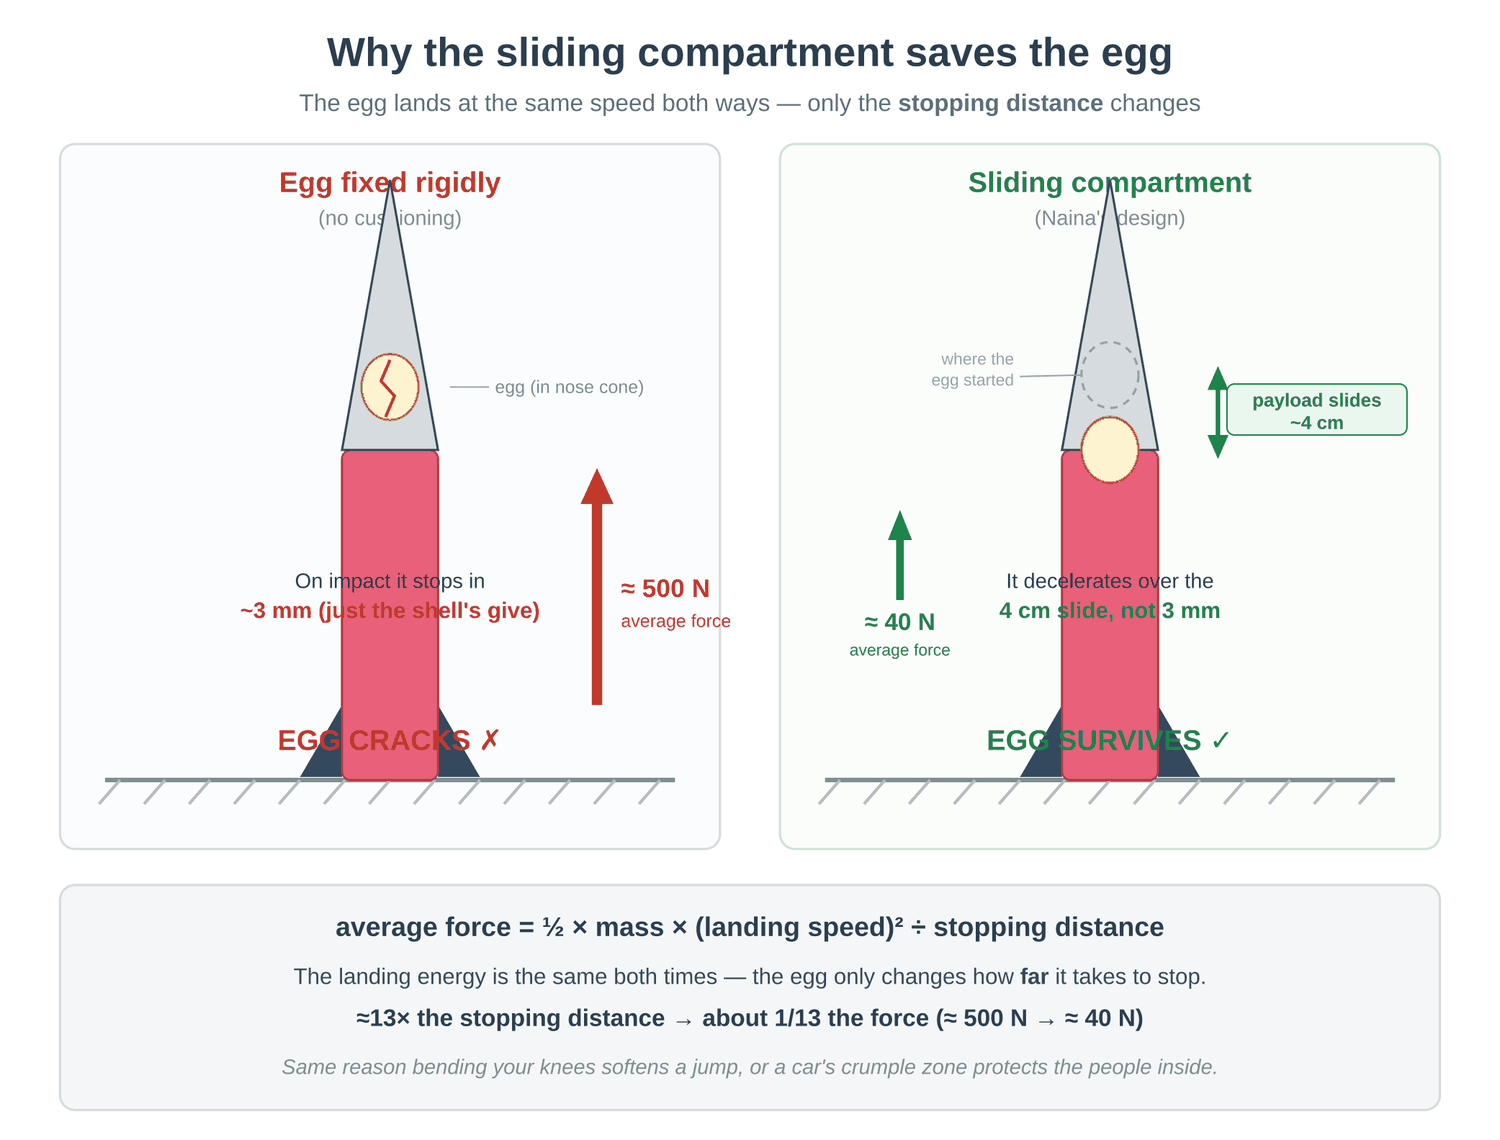 Why the sliding compartment saves the egg
The egg lands at the same speed both ways — only the stopping distance changes
Egg fixed rigidly
(no cushioning)
egg (in nose cone)
On impact it stops in
~3 mm (just the shell's give)
≈ 500 N
average force
EGG CRACKS ✗
Sliding compartment
(Naina's design)
where the
egg started
payload slides
~4 cm
It decelerates over the
4 cm slide, not 3 mm
≈ 40 N
average force
EGG SURVIVES ✓
average force = ½ × mass × (landing speed)² ÷ stopping distance
The landing energy is the same both times — the egg only changes how far it takes to stop.
≈13× the stopping distance → about 1/13 the force (≈ 500 N → ≈ 40 N)
Same reason bending your knees softens a jump, or a car's crumple zone protects the people inside.